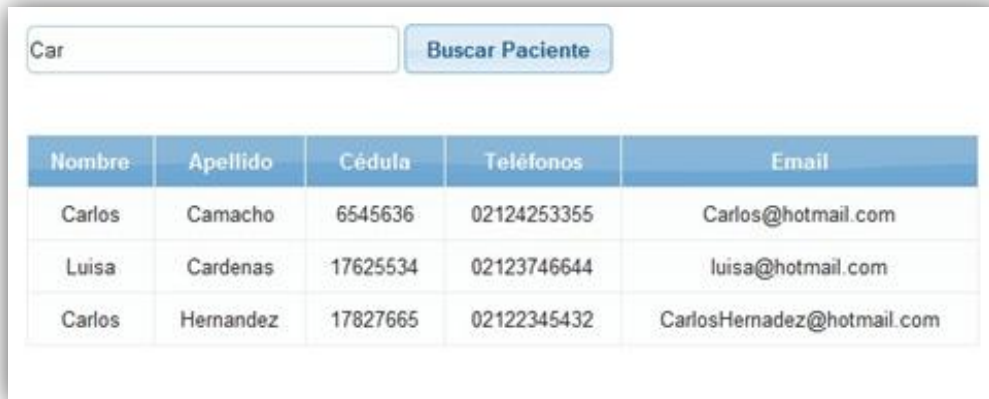 Car Buscar Paciente
Nombre Apellido Cédula Teléfonos Email
Carlos Camacho 6545636 02124253355 Carlos@hotmail.com
Luisa Cardenas 17625534 02123746644 luisa@hotmail.com
Carlos Hernandez 17827665 02122345432 CarlosHernadez@hotmail.com